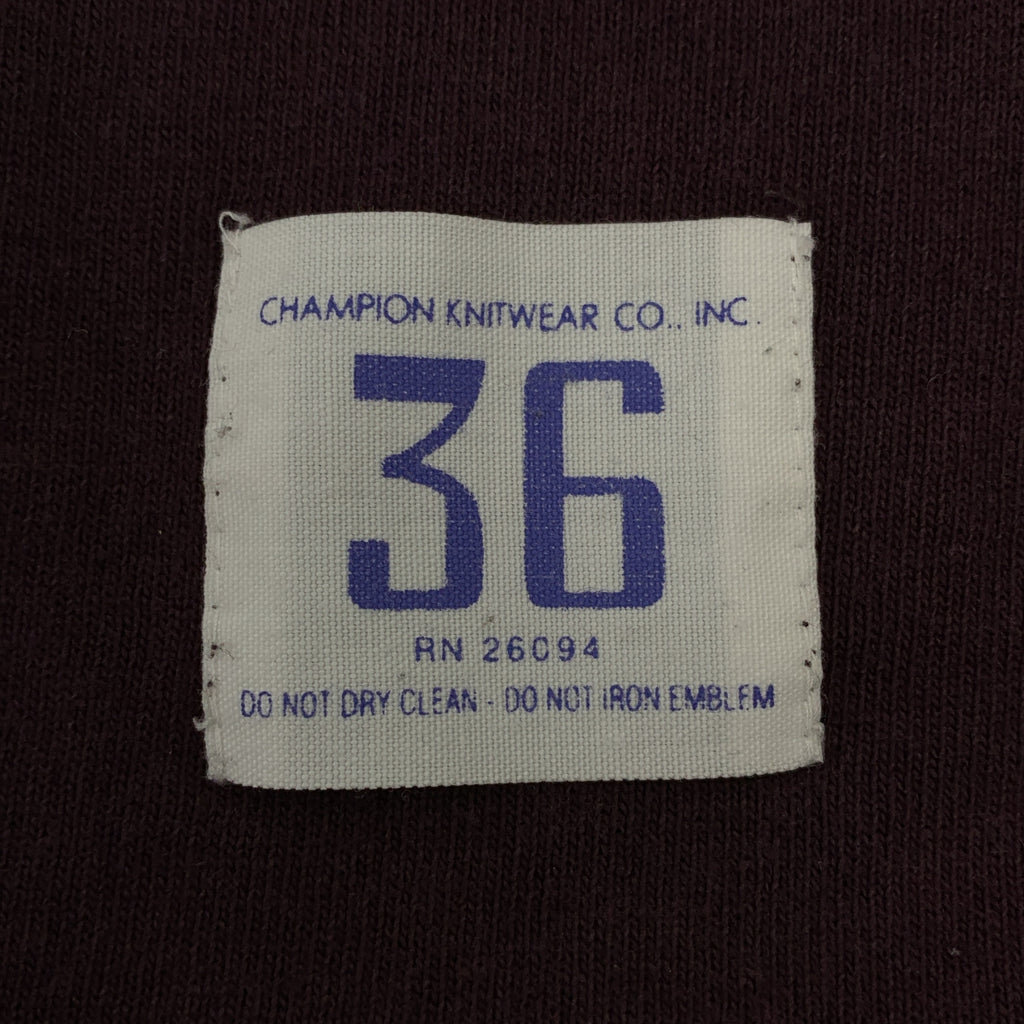 CHAMPION KNITWEAR CO., INC.
36
RN 26094
DO NOT DRY CLEAN - DO NOT IRON EMBLEM